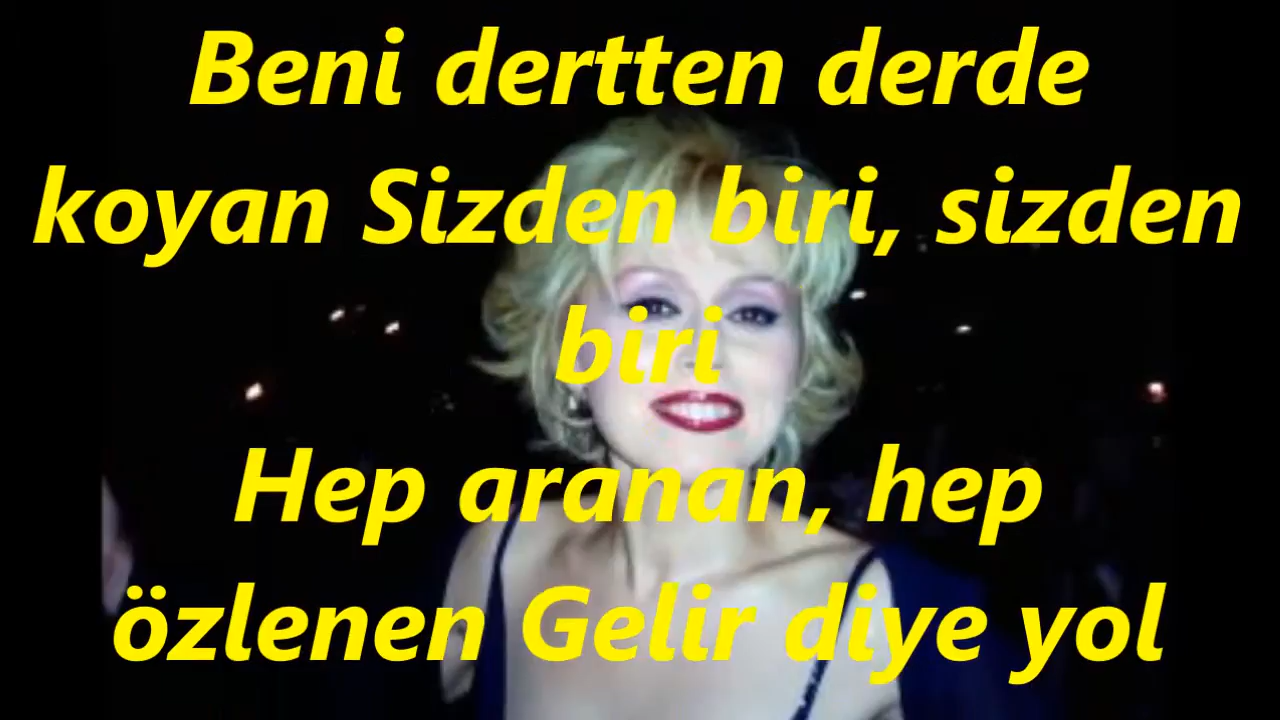 Beni dertten derde
koyan Sizden biri, sizden
biri
Hep aranan, hep
özlenen Gelir diye yol